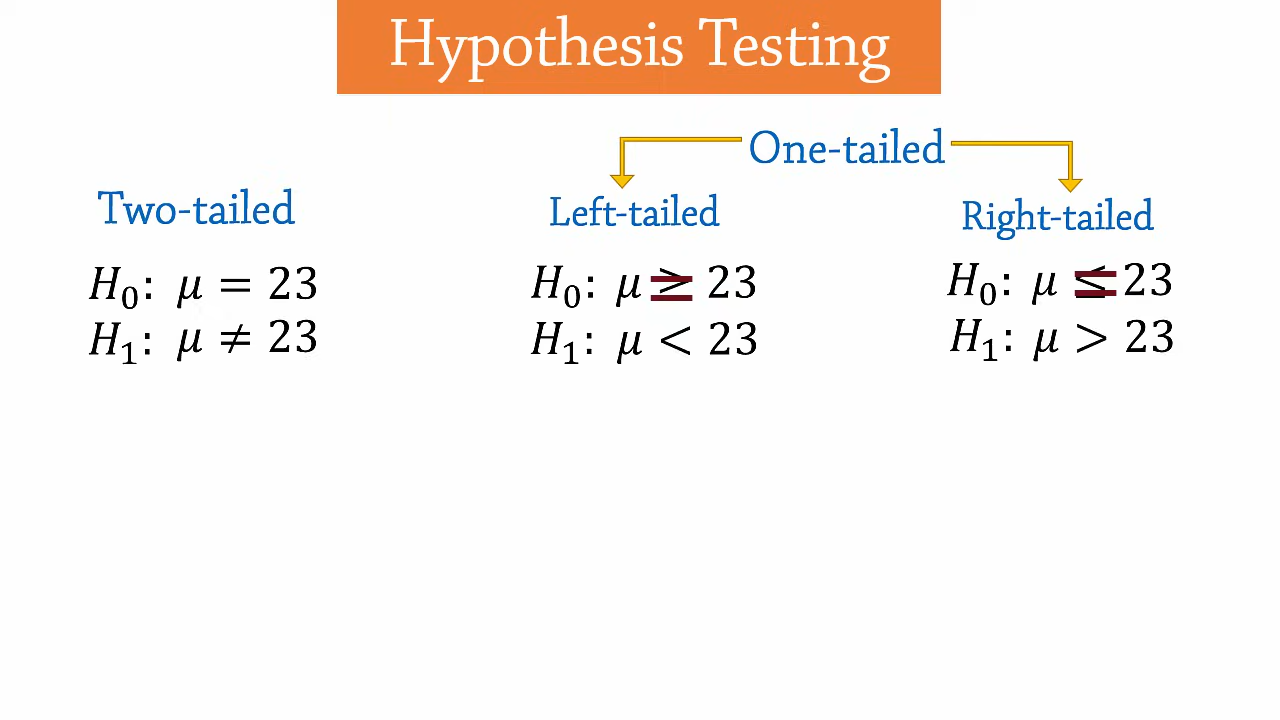 Hypothesis Testing
One-tailed
Two-tailed
Left-tailed
Right-tailed
H₀: μ = 23
H₁: μ ≠ 23
H₀: μ ≥ 23
H₁: μ < 23
H₀: μ ≤ 23
H₁: μ > 23